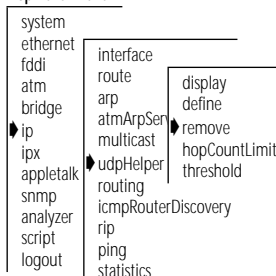 system
ethernet
fddi
atm
bridge
ip
ipx
appletalk
snmp
analyzer
script
logout
interface
route
arp
multicast
udpHelper
routing
icmpRouterDiscovery
rip
ping
statistics
display
define
remove
hopCountLimit
threshold